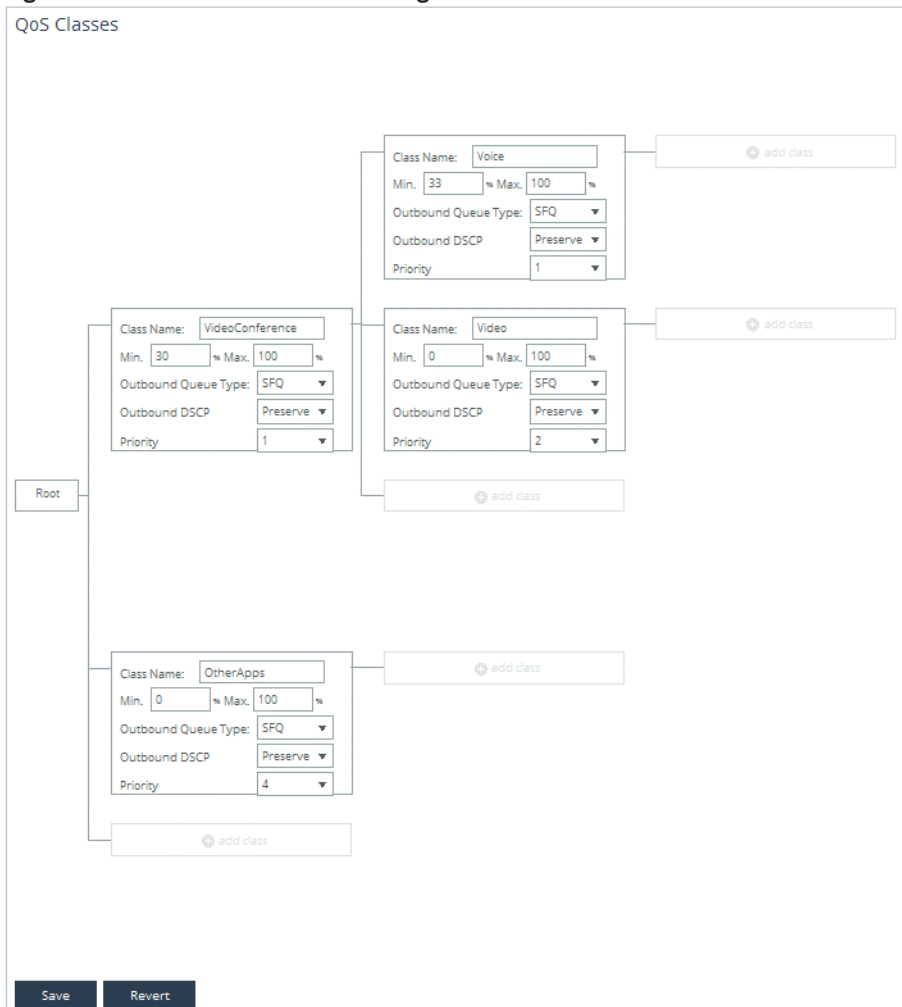 QoS Classes
Class Name: Voice
Min. 33 % Max. 100 %
Outbound Queue Type: SFQ
Outbound DSCP Preserve
Priority 1
add class
Class Name: VideoConference
Min. 30 % Max. 100 %
Outbound Queue Type: SFQ
Outbound DSCP Preserve
Priority 1
Class Name: Video
Min. 0 % Max. 100 %
Outbound Queue Type: SFQ
Outbound DSCP Preserve
Priority 2
add class
add class
Root
Class Name: OtherApps
Min. 0 % Max. 100 %
Outbound Queue Type: SFQ
Outbound DSCP Preserve
Priority 4
add class
add class
Save Revert